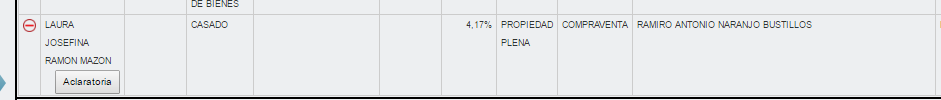 DE BIENES
LAURA JOSEFINA RAMON MAZON
CASADO
4,17%
PROPIEDAD PLENA
COMPRAVENTA
RAMIRO ANTONIO NARANJO BUSTILLOS
Aclaratoria